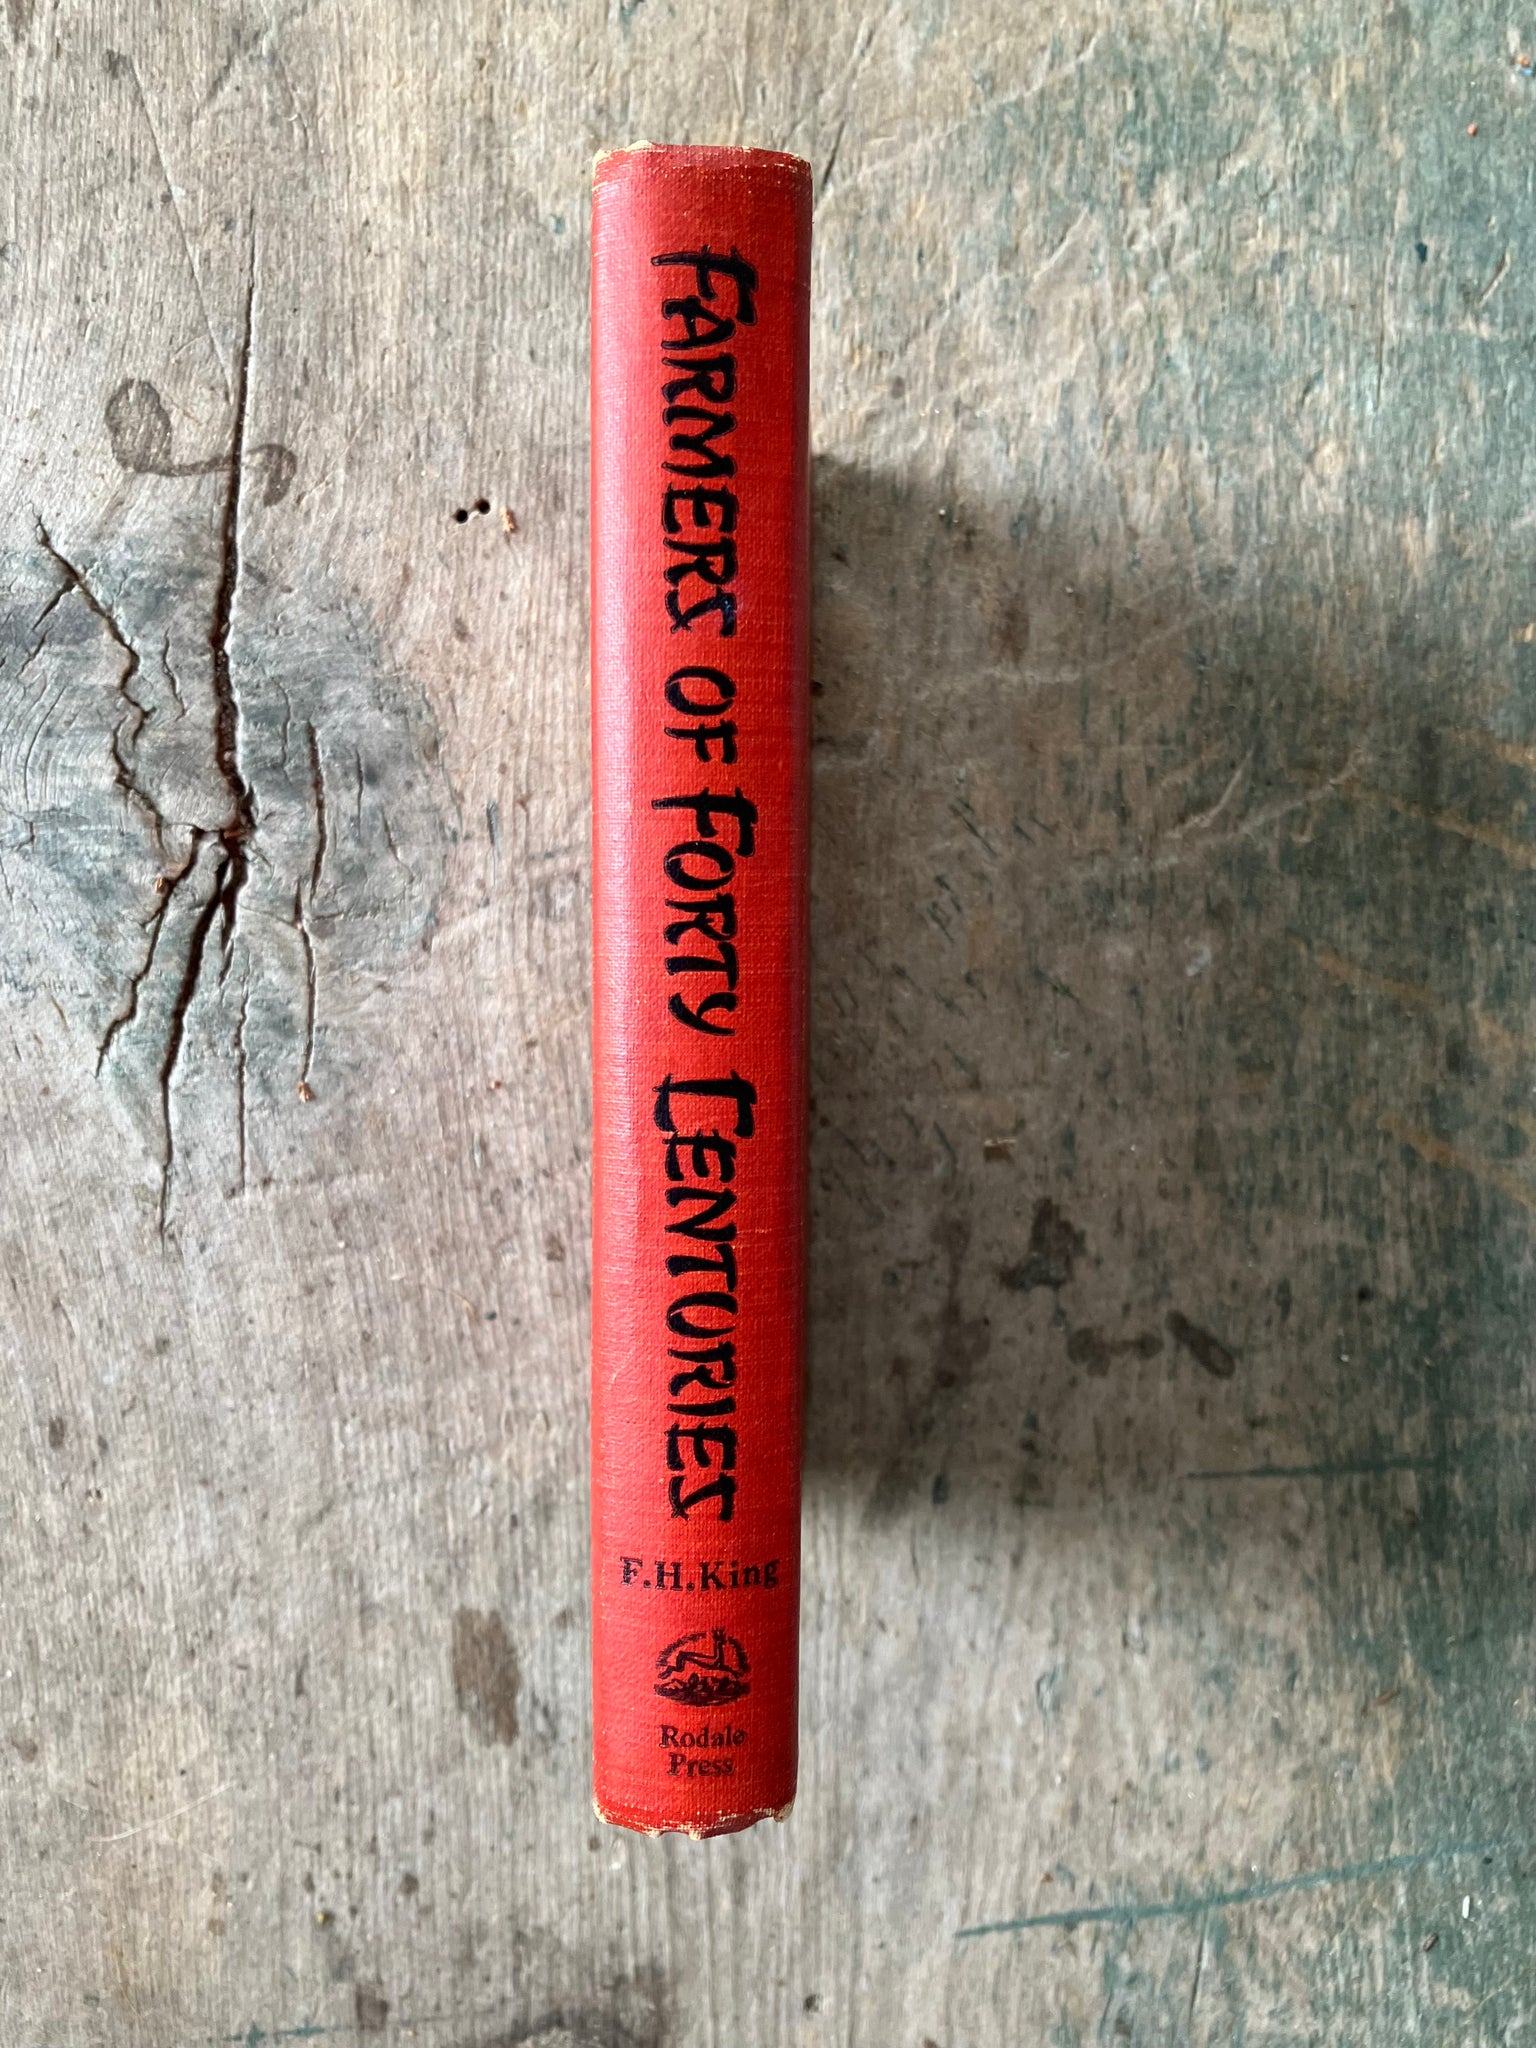 FARMERS OF FORTY CENTURIES
F.H.King
Rodale
Press